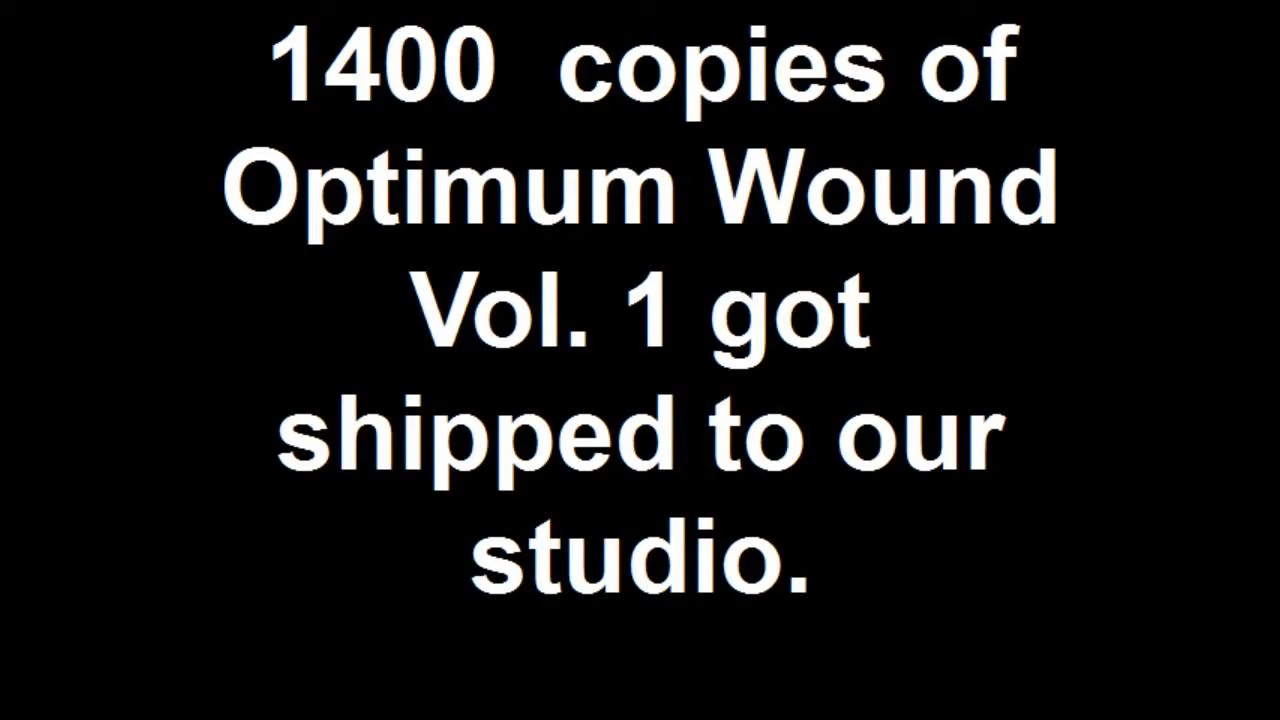 1400  copies of
Optimum Wound
Vol. 1 got
shipped to our
studio.